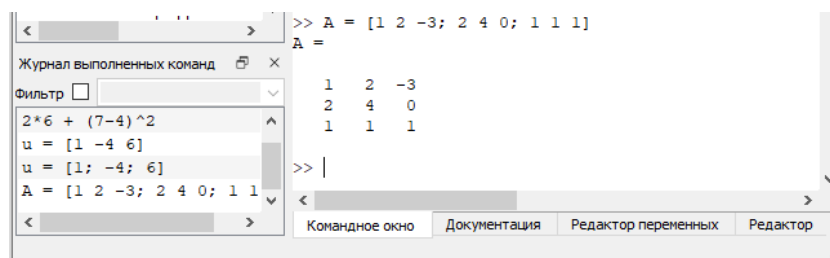 Журнал выполненных команд
Фильтр
2*6 + (7-4)^2
u = [1 -4 6]
u = [1; -4; 6]
A = [1 2 -3; 2 4 0; 1 1
>> A = [1 2 -3; 2 4 0; 1 1 1]
A =
1 2 -3
2 4 0
1 1 1
>>
Командное окно
Документация
Редактор переменных
Редактор